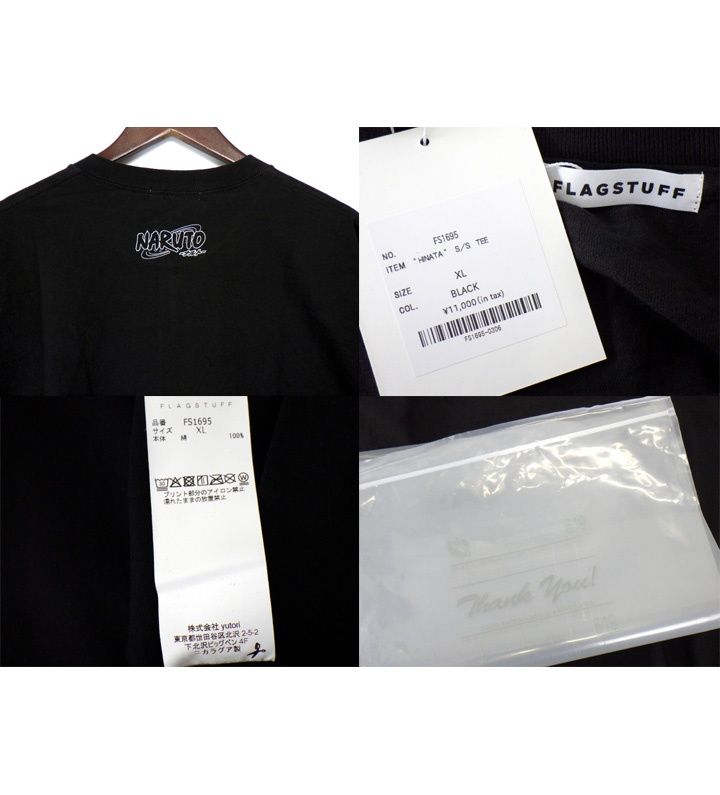 NARUTO
-ナルト-
NO. FS1695
ITEM "HINATA" S/S TEE
SIZE XL
COL. BLACK
¥11,000(in tax)
FS1695-0306
FLAGSTUFF
FLAGSTUFF
品番 FS1695
サイズ XL
本体 綿 100%
プリント部分のアイロン禁止
濡れたままの放置禁止
株式会社 yutori
東京都世田谷区北沢 2-5-2
下北沢ビッグベン 4F
ニカラグア製
Thank You!